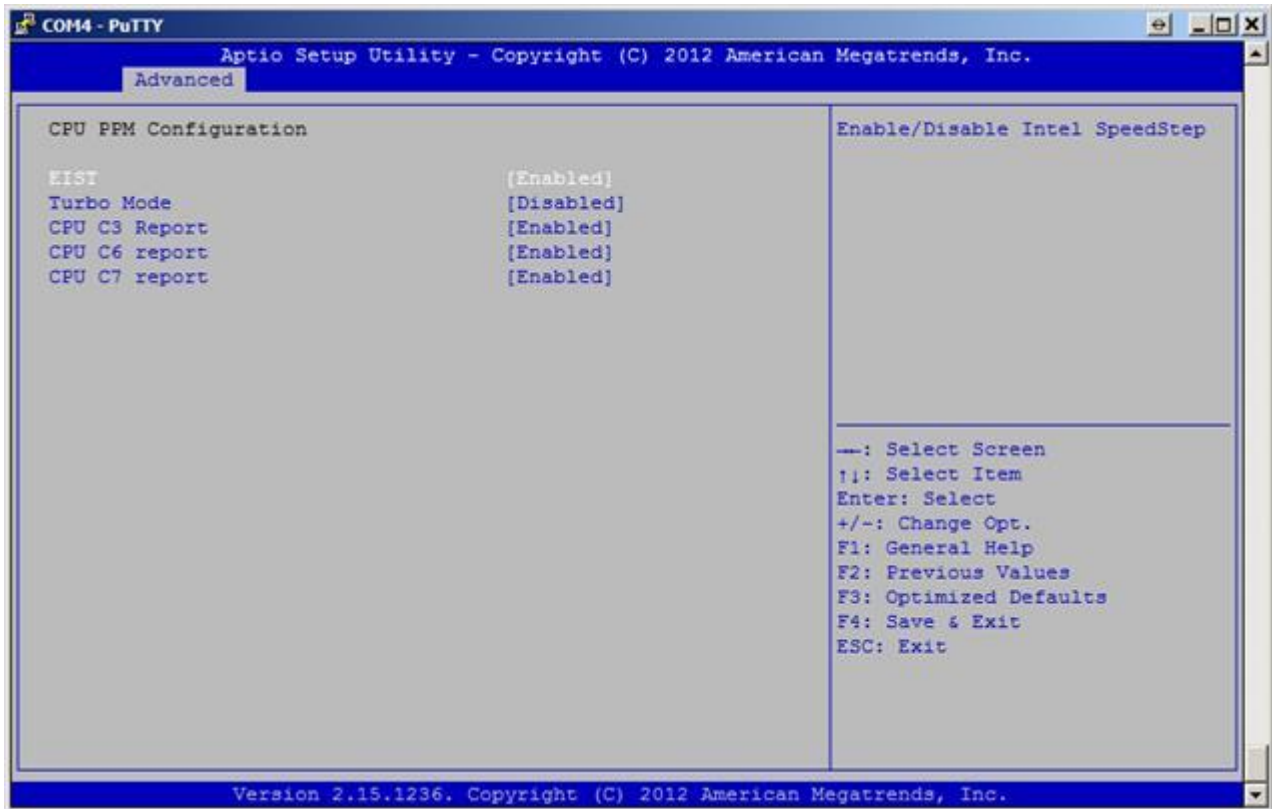 COM4 - PuTTY
Aptio Setup Utility - Copyright (C) 2012 American Megatrends, Inc.
Advanced
CPU PPM Configuration
EIST [Enabled]
Turbo Mode [Disabled]
CPU C3 Report [Enabled]
CPU C6 report [Enabled]
CPU C7 report [Enabled]
Enable/Disable Intel SpeedStep
→←: Select Screen
↑↓: Select Item
Enter: Select
+/-: Change Opt.
F1: General Help
F2: Previous Values
F3: Optimized Defaults
F4: Save & Exit
ESC: Exit
Version 2.15.1236. Copyright (C) 2012 American Megatrends, Inc.